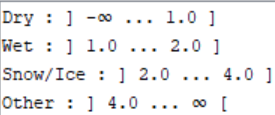 Dry : ] -∞ ... 1.0 ]
Wet : ] 1.0 ... 2.0 ]
Snow/Ice : ] 2.0 ... 4.0 ]
Other : ] 4.0 ... ∞ [